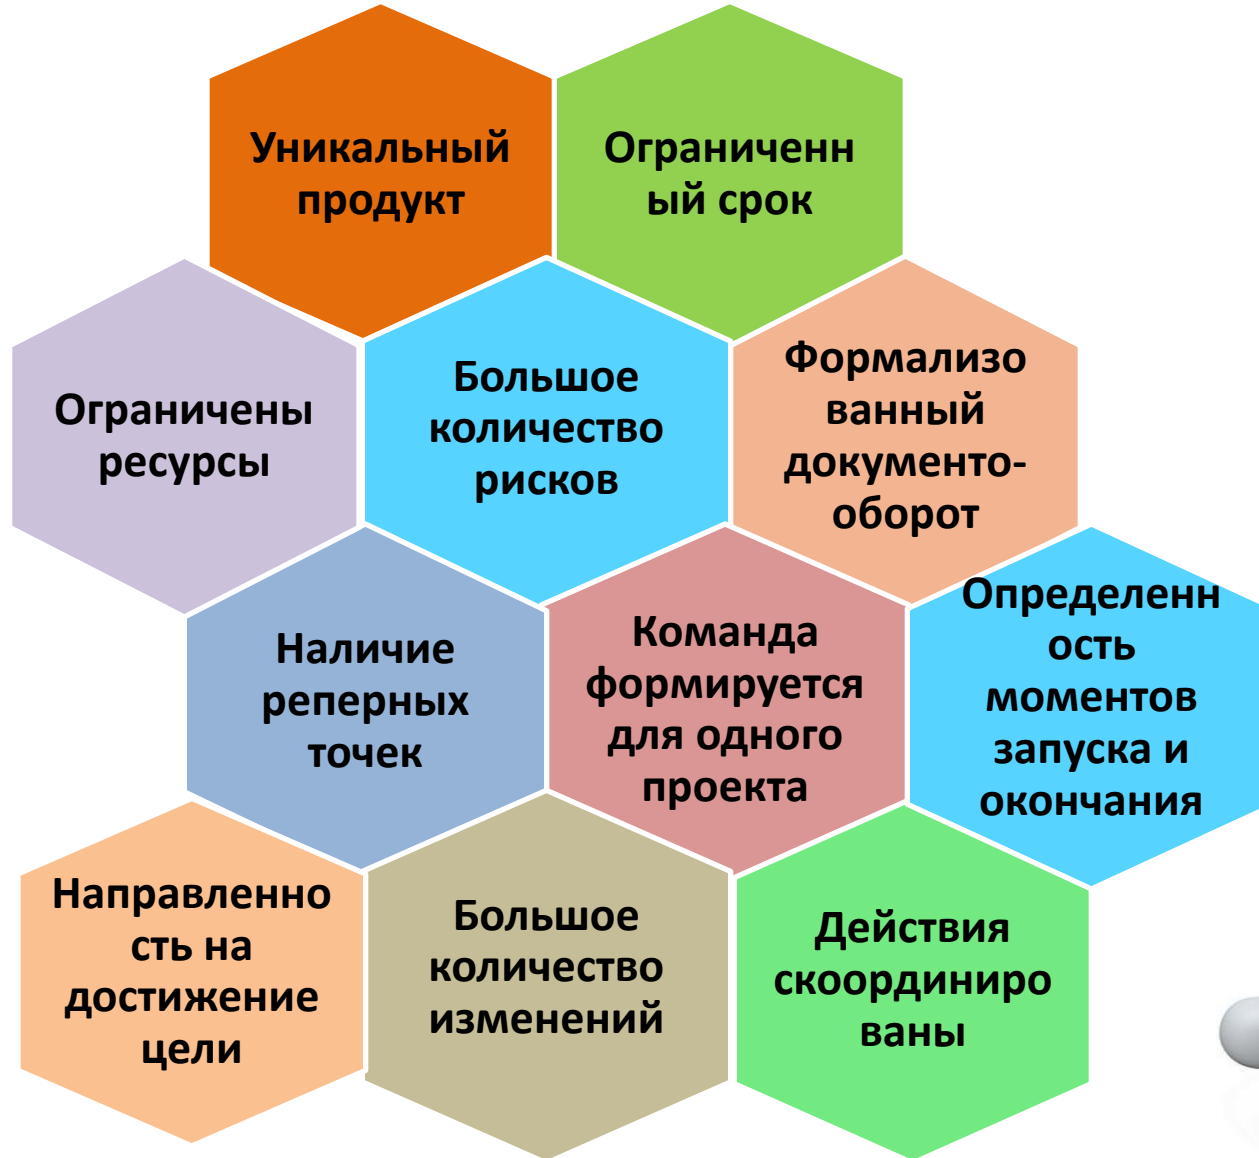 Уникальный
продукт
Ограниченн
ый срок
Ограничены
ресурсы
Большое
количество
рисков
Формализо
ванный
документо-
оборот
Наличие
реперных
точек
Команда
формируется
для одного
проекта
Определенн
ость
моментов
запуска и
окончания
Направленно
сть на
достижение
цели
Большое
количество
изменений
Действия
скоординиро
ваны